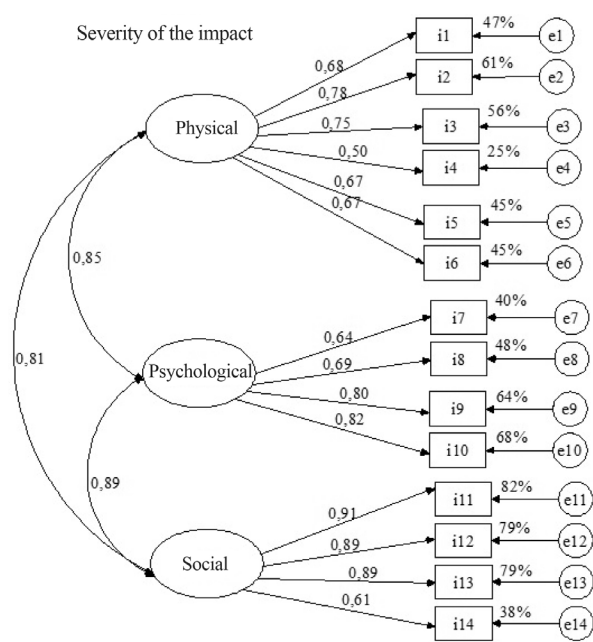 Severity of the impact
Physical
0,68
i1
47%
e1
0,78
i2
61%
e2
0,75
i3
56%
e3
0,50
i4
25%
e4
0,67
i5
45%
e5
0,67
i6
45%
e6
0,85
0,81
Psychological
0,64
i7
40%
e7
0,69
i8
48%
e8
0,80
i9
64%
e9
0,82
i10
68%
e10
0,89
Social
0,91
i11
82%
e11
0,89
i12
79%
e12
0,89
i13
79%
e13
0,61
i14
38%
e14